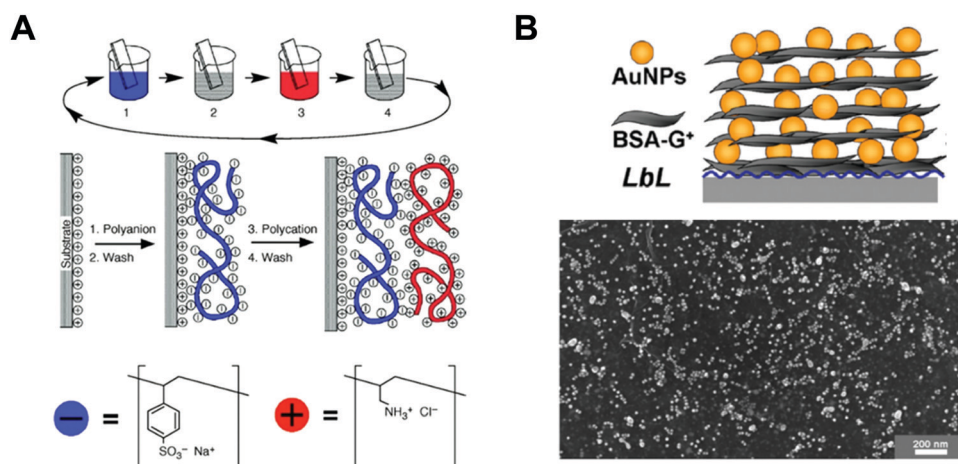 A
1
2
3
4
Substrate
1. Polyanion
2. Wash
3. Polycation
4. Wash
− =
SO₃⁻ Na⁺
+ =
NH₃⁺ Cl⁻
B
AuNPs
BSA-G⁺
LbL
200 nm